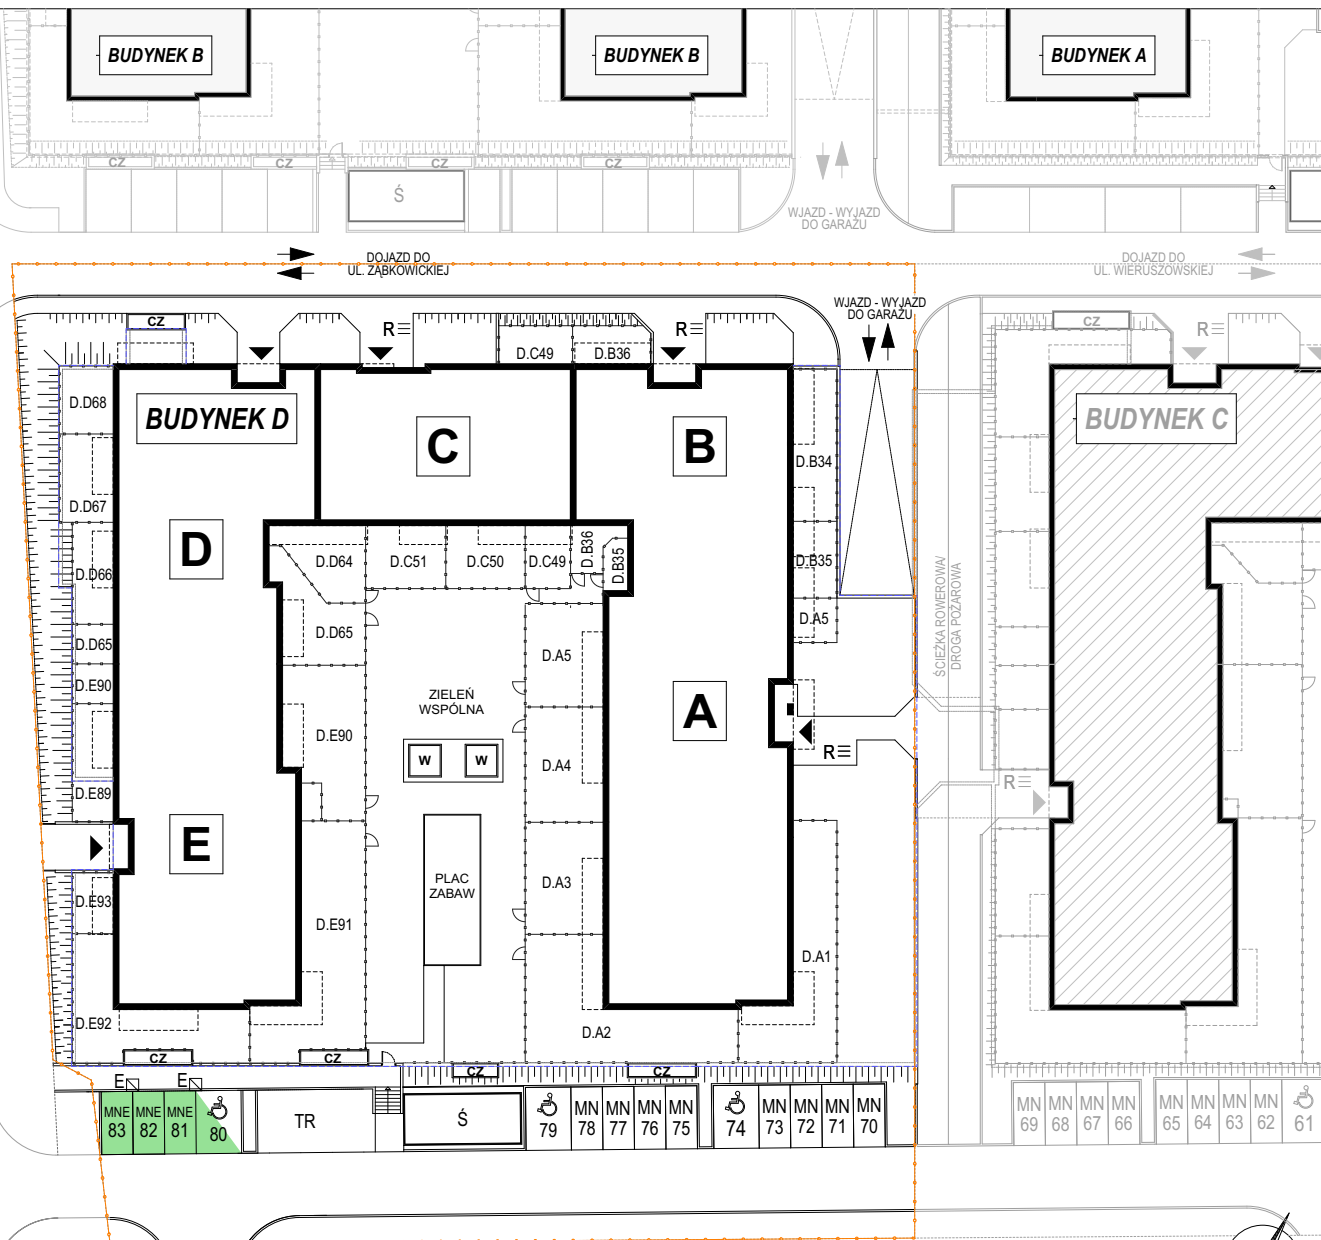 BUDYNEK B
BUDYNEK B
BUDYNEK A
CZ
CZ
CZ
CZ
Ś
WJAZD - WYJAZD
DO GARAŻU
DOJAZD DO
UL. ZĄBKOWICKIEJ
DOJAZD DO
UL. WIERUSZOWSKIEJ
WJAZD - WYJAZD
DO GARAŻU
CZ
R
R
CZ
R
D.C49
D.B36
D.D68
BUDYNEK D
C
B
BUDYNEK C
D.B34
D.D67
D
D.D64
D.C51
D.C50
D.C49
D.B36
D.B35
D.B35
D.D66
ŚCIEŻKA ROWEROWA/
DROGA POŻAROWA
D.A5
D.D65
D.D65
D.A5
D.E90
ZIELEŃ
WSPÓLNA
A
D.E90
W
W
D.A4
R
R
D.E89
E
PLAC
ZABAW
D.A3
D.E93
D.E91
D.A1
D.E92
D.A2
CZ
CZ
CZ
CZ
E
E
MNE
83
MNE
82
MNE
81
80
TR
Ś
79
MN
78
MN
77
MN
76
MN
75
74
MN
73
MN
72
MN
71
MN
70
MN
69
MN
68
MN
67
MN
66
MN
65
MN
64
MN
63
MN
62
61